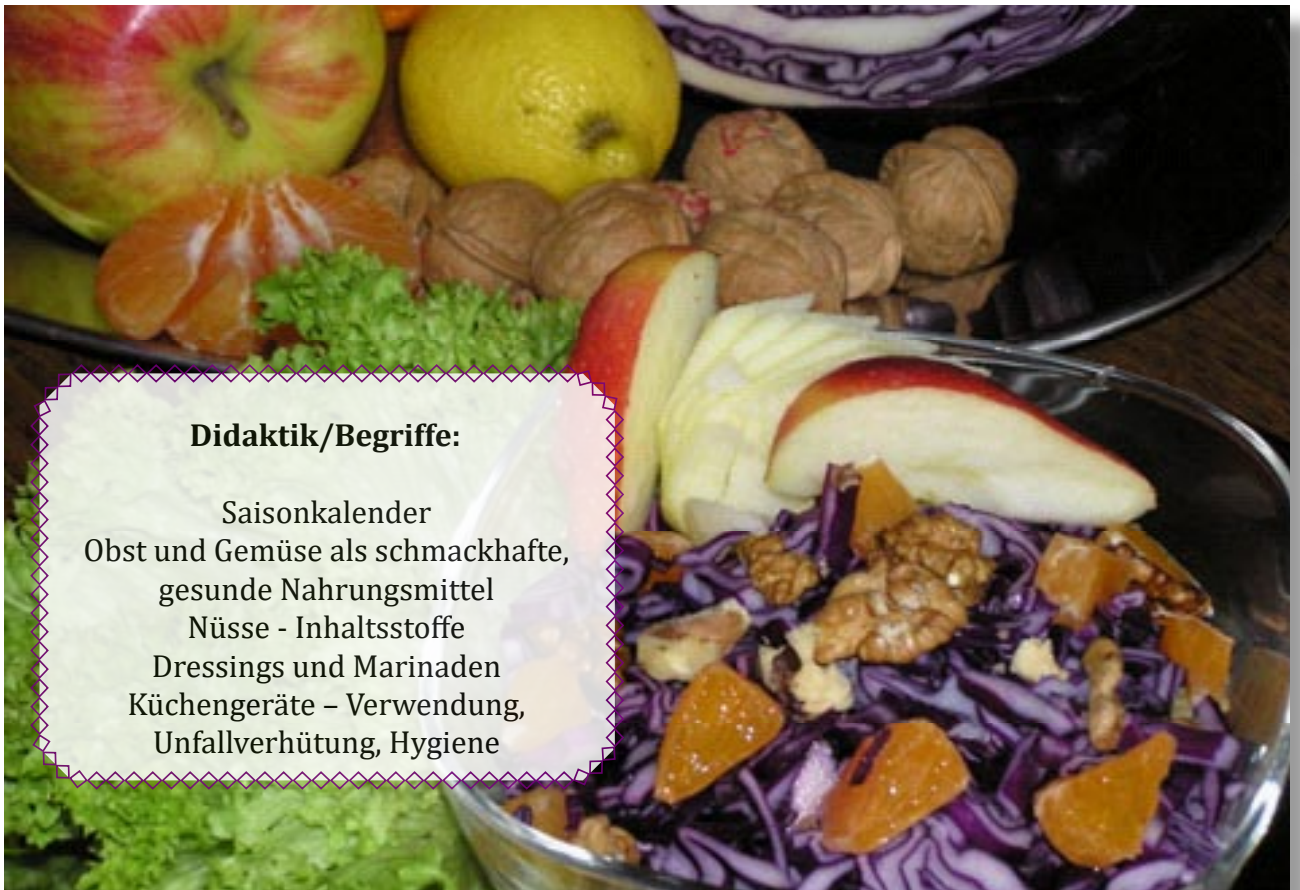 Didaktik/Begriffe:
Saisonkalender
Obst und Gemüse als schmackhafte,
gesunde Nahrungsmittel
Nüsse - Inhaltsstoffe
Dressings und Marinaden
Küchengeräte – Verwendung,
Unfallverhütung, Hygiene